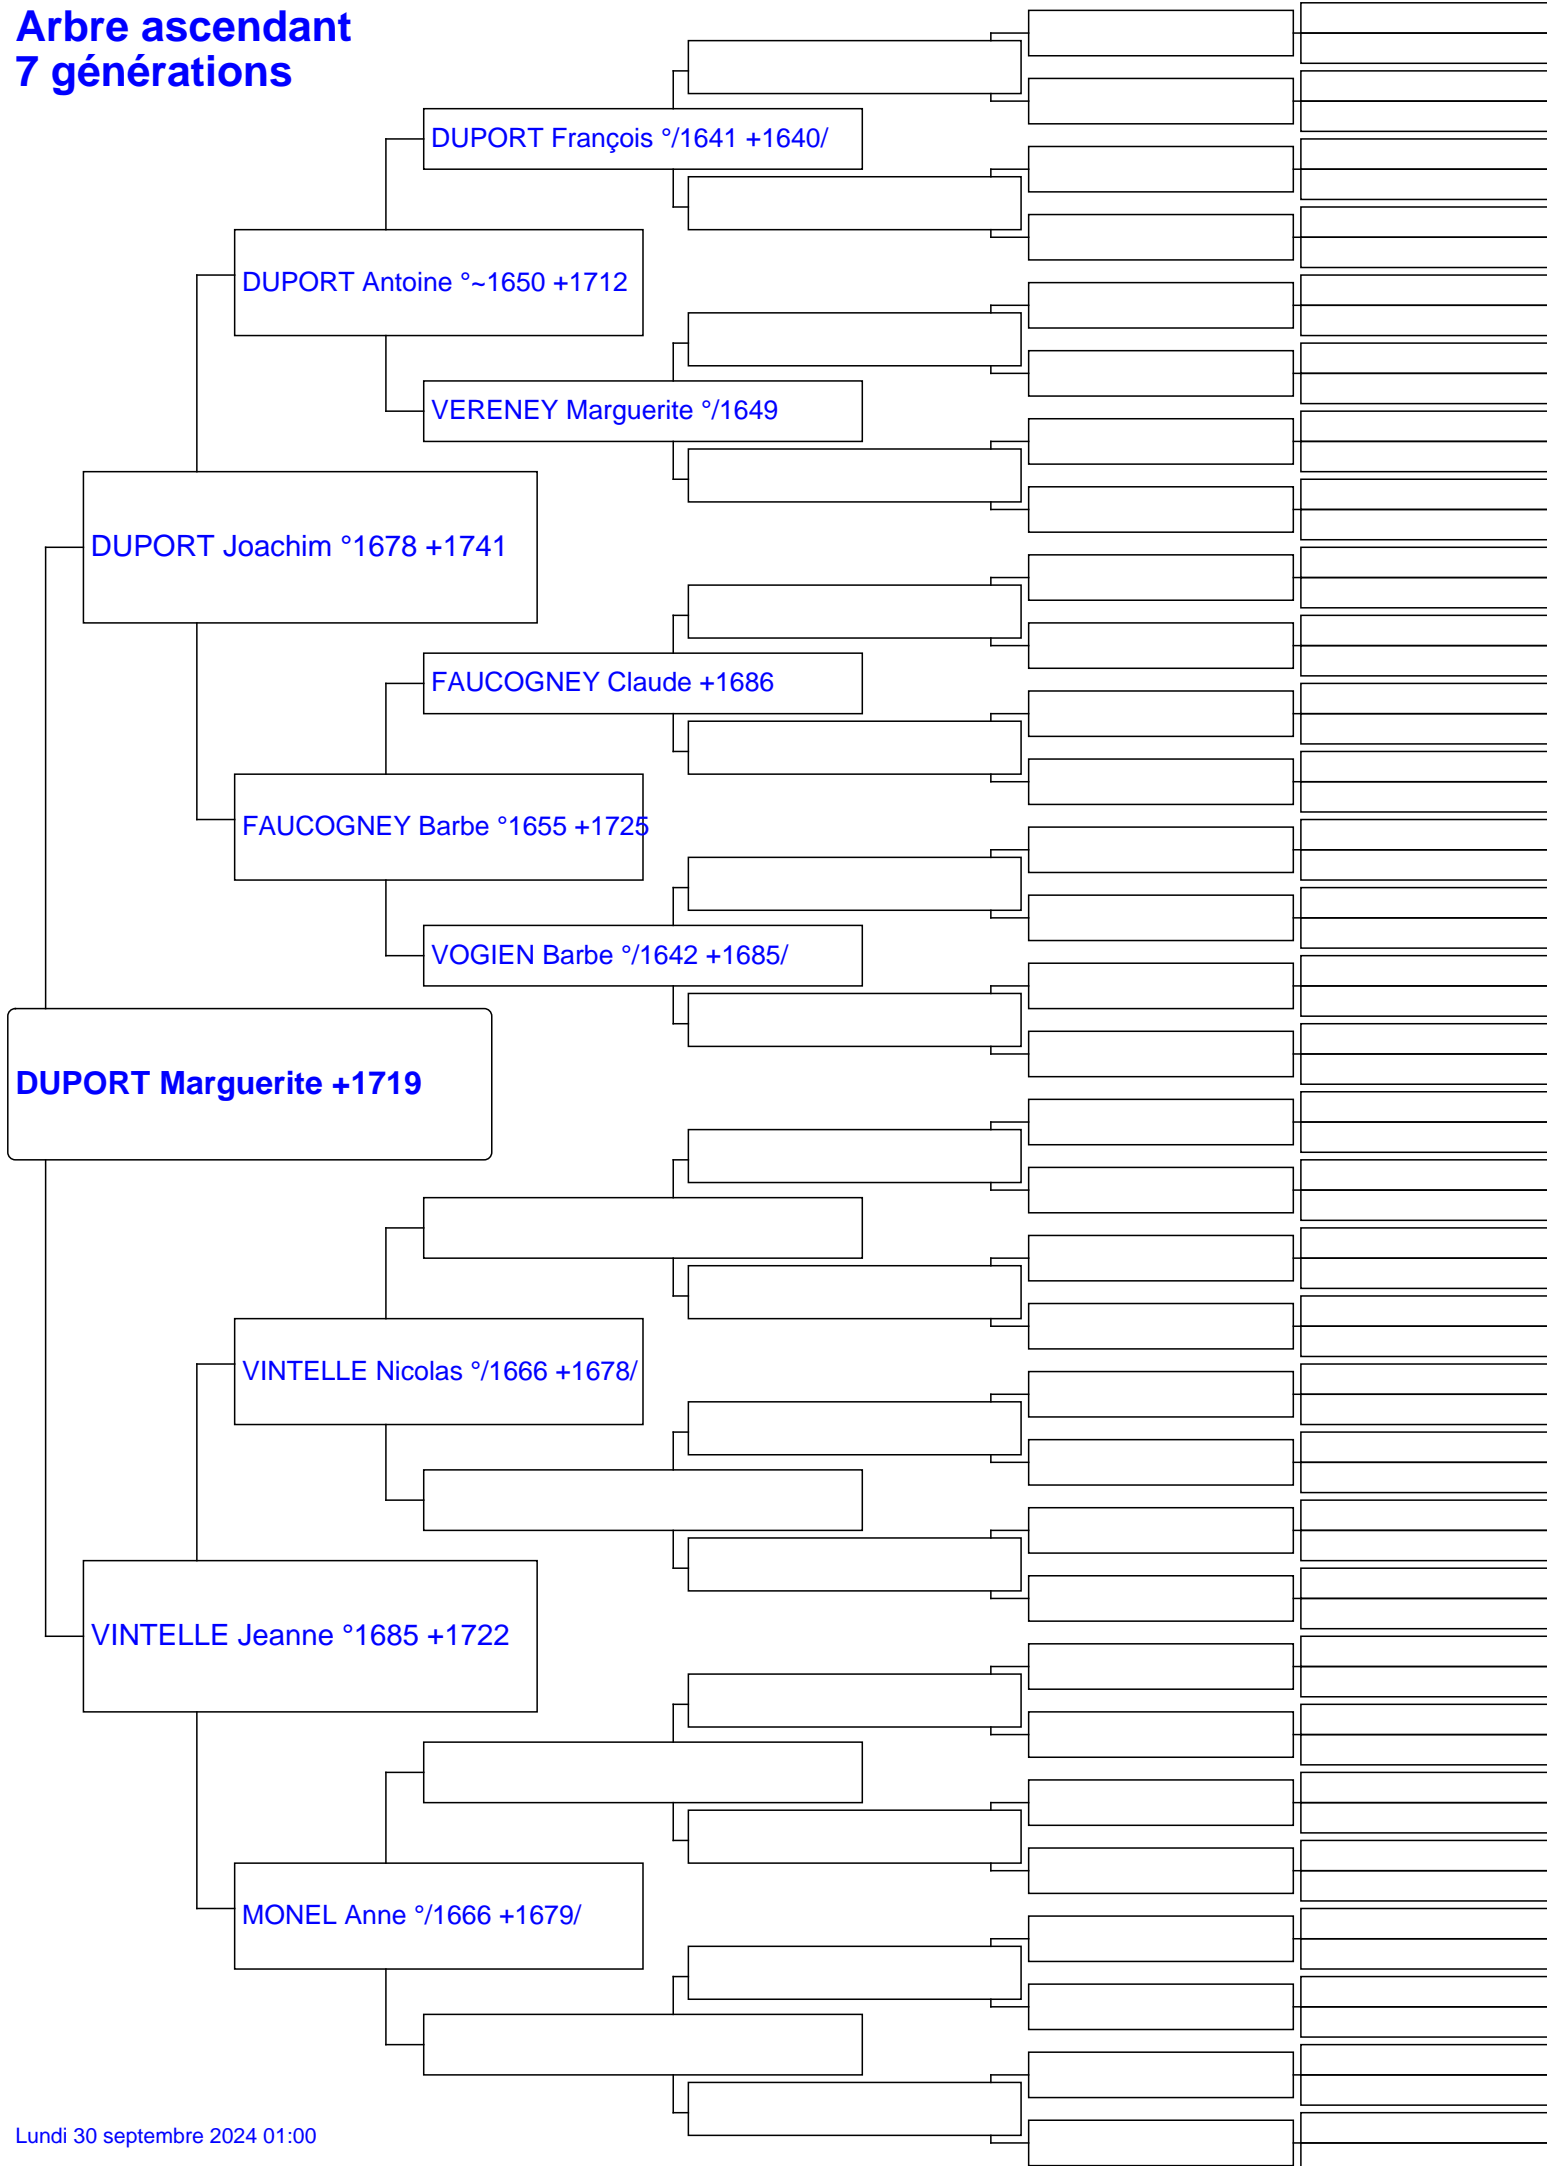 Arbre ascendant
7 générations
DUPORT François °/1641 +1640/
DUPORT Antoine °~1650 +1712
VERENEY Marguerite °/1649
DUPORT Joachim °1678 +1741
FAUCOGNEY Claude +1686
FAUCOGNEY Barbe °1655 +1725
VOGIEN Barbe °/1642 +1685/
DUPORT Marguerite +1719
VINTELLE Nicolas °/1666 +1678/
VINTELLE Jeanne °1685 +1722
MONEL Anne °/1666 +1679/
Lundi 30 septembre 2024 01:00